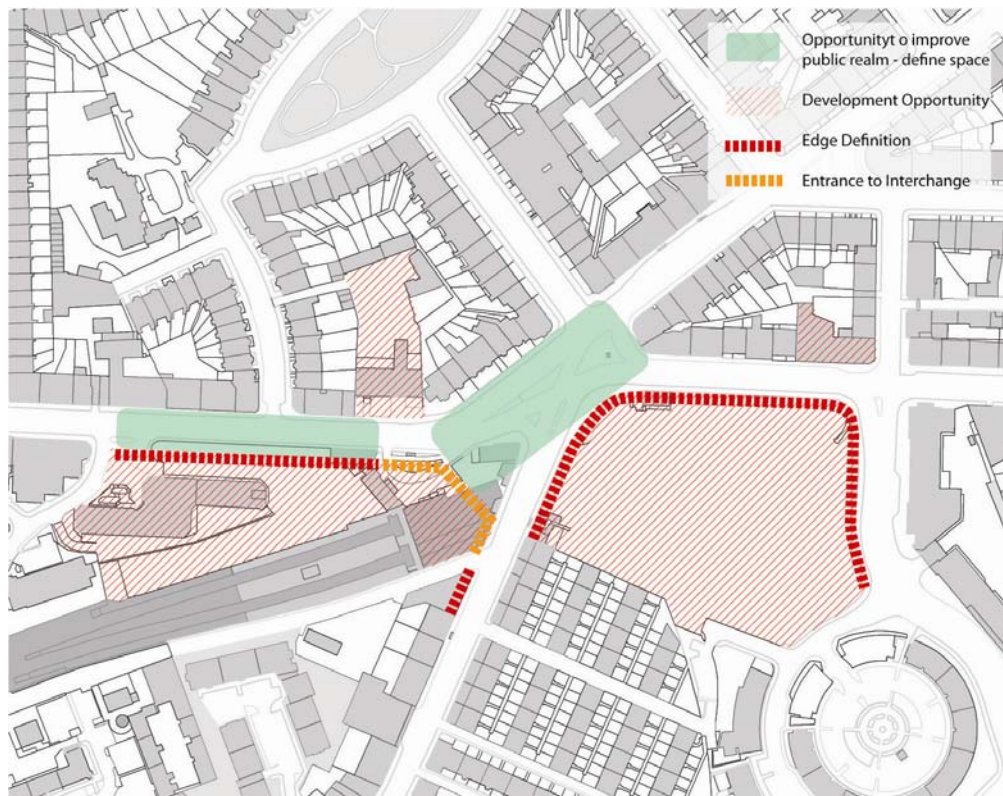 Opportunityt o improve
public realm - define space
Development Opportunity
Edge Definition
Entrance to Interchange